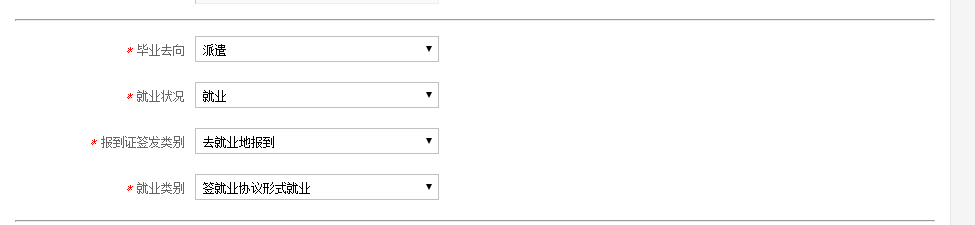 * 毕业去向 派遣
* 就业状况 就业
* 报到证签发类别 去就业地报到
* 就业类别 签就业协议形式就业